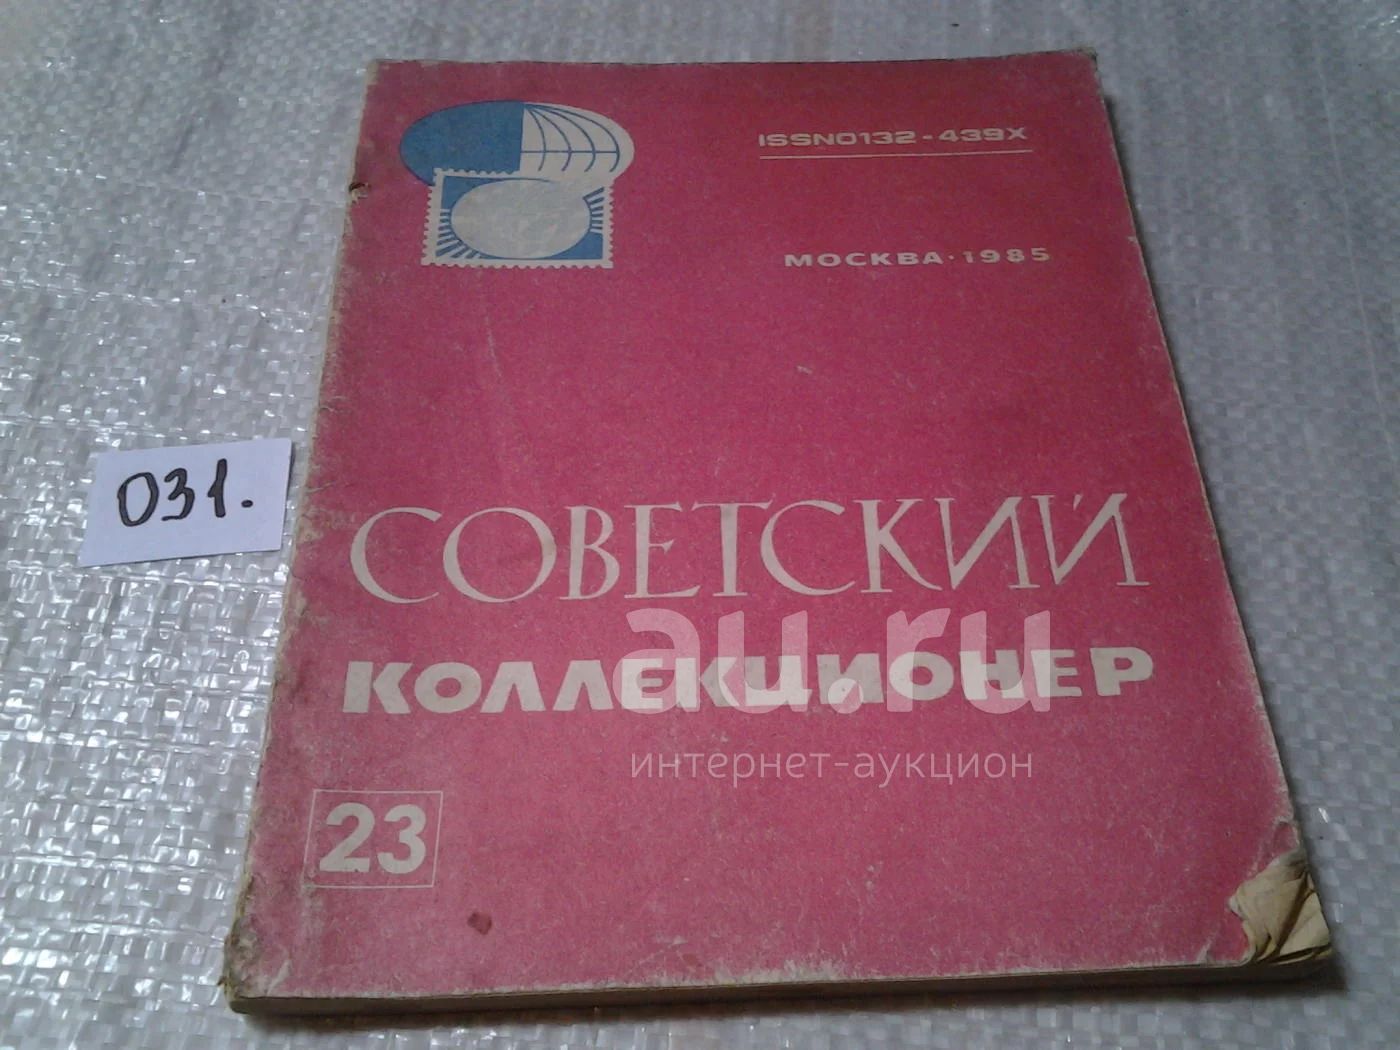 ISSN0132-439X
МОСКВА·1985
031.
СОВЕТСКИЙ
КОЛЛЕКЦИОНЕР
au.ru
интернет-аукцион
23